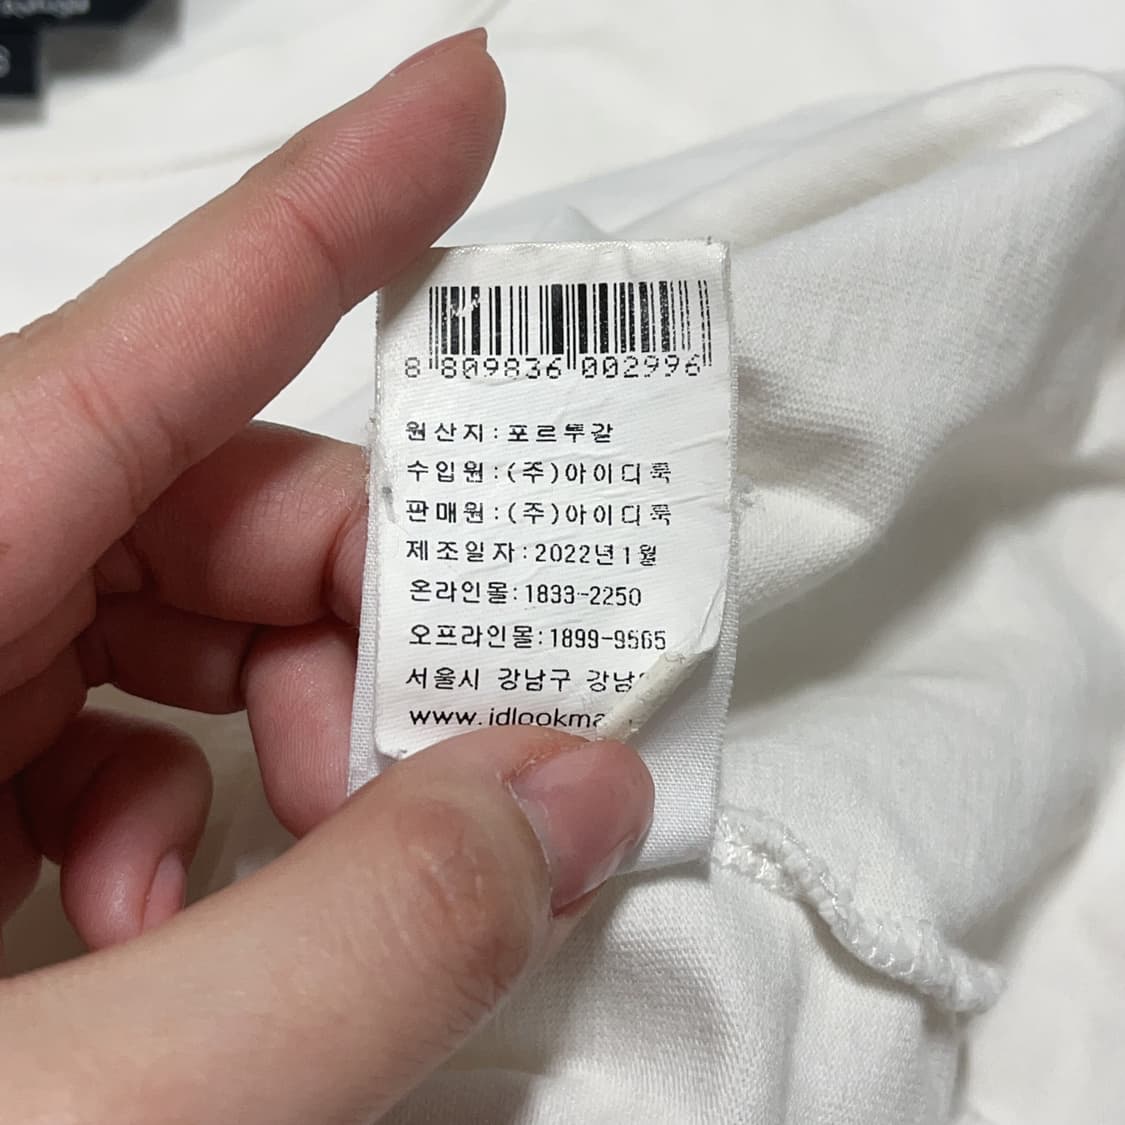 8 809836 002996
원산지:포르투갈
수입원:(주)아이디룩
판매원:(주)아이디룩
제조일자:2022년1월
온라인몰:1833-2250
오프라인몰:1899-9565
서울시 강남구 강남
www.idlookma
S